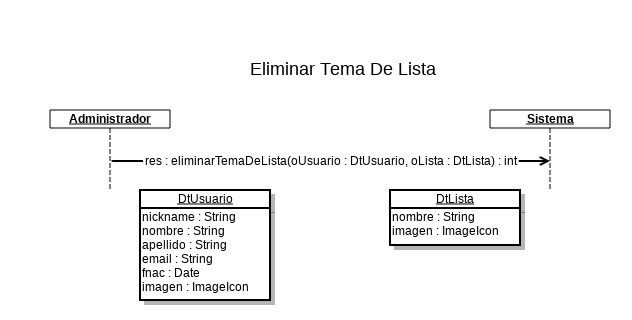 Eliminar Tema De Lista
Administrador
Sistema
res : eliminarTemaDeLista(oUsuario : DtUsuario, oLista : DtLista) : int
DtUsuario
nickname : String
nombre : String
apellido : String
email : String
fnac : Date
imagen : ImageIcon
DtLista
nombre : String
imagen : ImageIcon